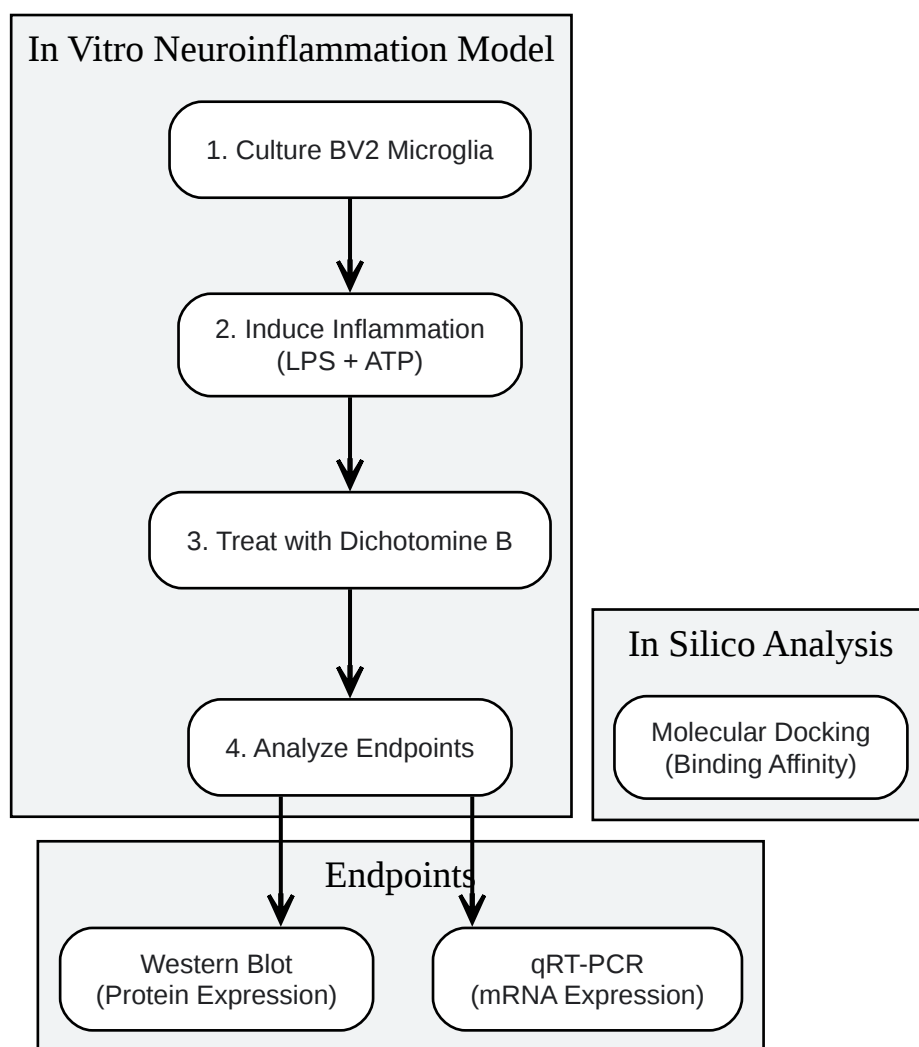 In Vitro Neuroinflammation Model
1. Culture BV2 Microglia
2. Induce Inflammation
(LPS + ATP)
3. Treat with Dichotomine B
4. Analyze Endpoints
In Silico Analysis
Molecular Docking
(Binding Affinity)
Endpoints
Western Blot
(Protein Expression)
qRT-PCR
(mRNA Expression)